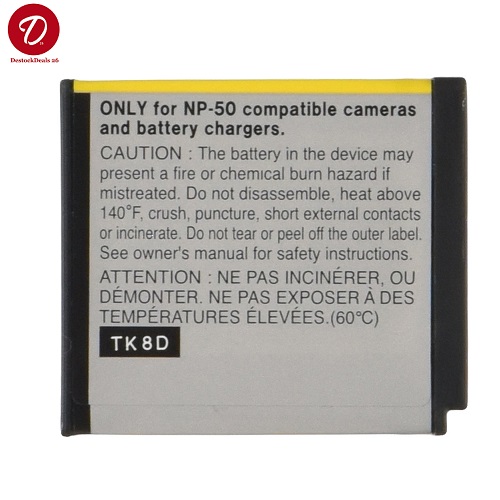 D
DestockDeals 26
ONLY for NP-50 compatible cameras
and battery chargers.
CAUTION : The battery in the device may
present a fire or chemical burn hazard if
mistreated. Do not disassemble, heat above
140°F, crush, puncture, short external contacts
or incinerate. Do not tear or peel off the outer label.
See owner's manual for safety instructions.
ATTENTION : NE PAS INCINÉRER, OU
DÉMONTER. NE PAS EXPOSER À DES
TEMPÉRATURES ÉLEVÉES.(60°C)
TK8D